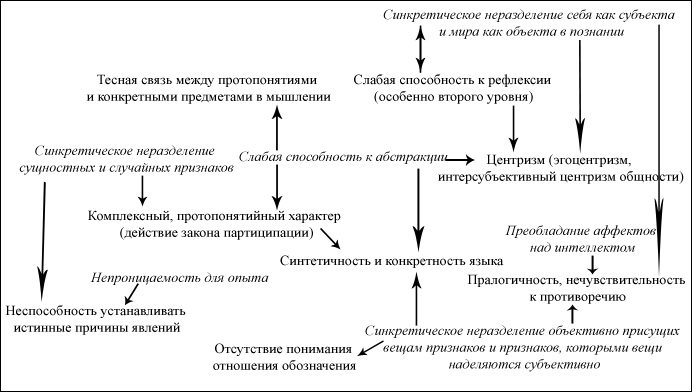 Синкретическое неразделение себя как субъекта
и мира как объекта в познании
Тесная связь между протопонятиями
и конкретными предметами в мышлении
Слабая способность к рефлексии
(особенно второго уровня)
Синкретическое неразделение
сущностных и случайных признаков
Слабая способность к абстракции
Центризм (эгоцентризм,
интерсубъективный центризм общности)
Комплексный, протопонятийный характер
(действие закона партиципации)
Преобладание аффектов
над интеллектом
Синтетичность и конкретность языка
Непроницаемость для опыта
Пралогичность, нечувствительность
к противоречию
Неспособность устанавливать
истинные причины явлений
Синкретическое неразделение объективно присущих
вещам признаков и признаков, которыми вещи
наделяются субъективно
Отсутствие понимания
отношения обозначения